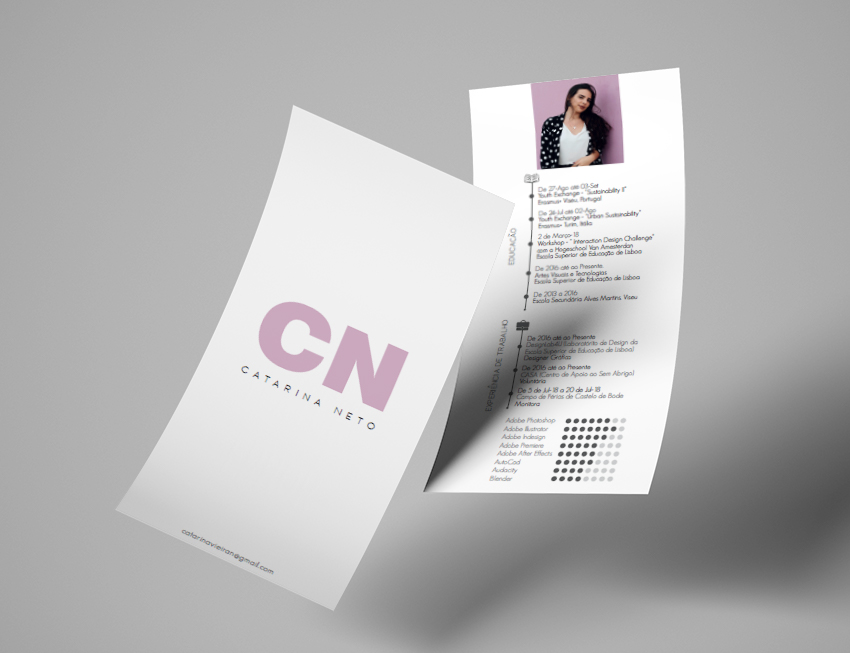 CN
CATARINA NETO
catarinavieiran@gmail.com
EDUCAÇÃO
De 27-Ago até 03-Set
Youth Exchange - "Sustainability II"
Erasmus+ Viseu, Portugal
De 24-Jul até 02-Ago
Youth Exchange - "Urban Sustainability"
Erasmus+ Turim, Itália
2 de Março-18
Workshop - " Interaction Design Challenge"
com a Hogeschool Van Amesterdan
Escola Superior de Educação de Lisboa
De 2016 até ao Presente
Artes Visuais e Tecnologias
Escola Superior de Educação de Lisboa
De 2013 a 2016
Escola Secundária Alves Martins, Viseu
EXPERIÊNCIA DE TRABALHO
De 2016 até ao Presente
(Laboratório de Design da
Escola Superior de Educação de Lisboa)
Designer Gráfica
De 2016 até ao Presente
CASA (Centro de Apoio ao Sem Abrigo)
Voluntária
De 5 de Jul-18 a 20 de Jul-18
Campo de Férias de Castelo de Bode
Monitora
Adobe Photoshop
Adobe Illustrator
Adobe Indesign
Adobe Premiere
Adobe After Effects
AutoCad
Audacity
Blender